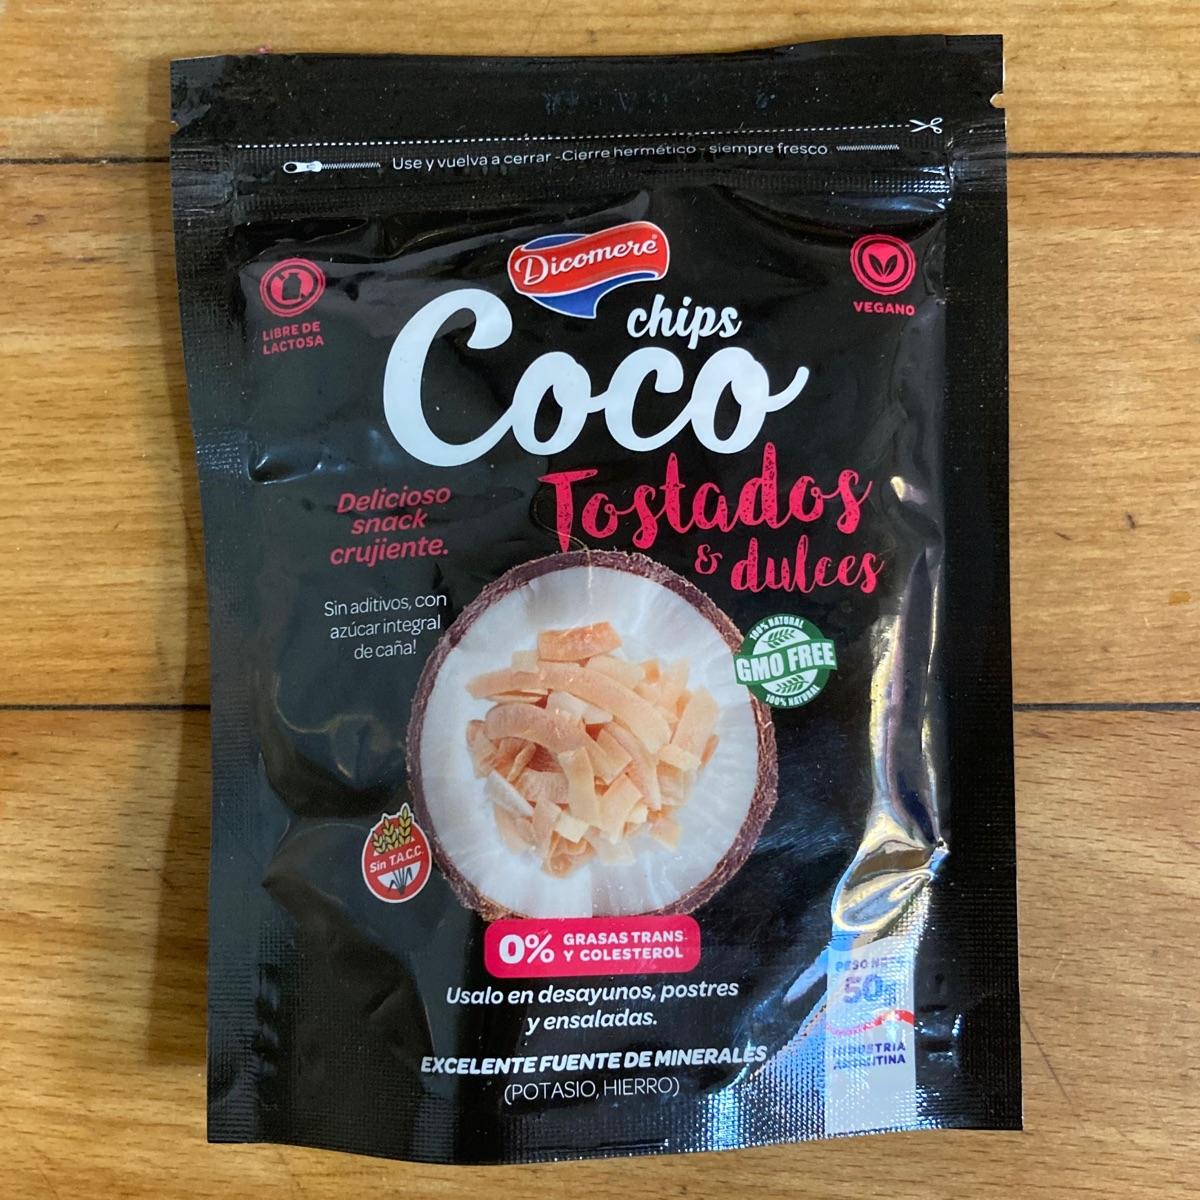 Use y vuelva a cerrar - Cierre hermético - siempre fresco
Dicomere
LIBRE DE
LACTOSA
VEGANO
chips
Coco
Tostados
& dulces
Delicioso
snack
crujiente.
Sin aditivos, con
azúcar integral
de caña!
100% NATURAL
GMO FREE
100% NATURAL
Sin T.A.C.C.
0% GRASAS TRANS
Y COLESTEROL
Usalo en desayunos, postres
y ensaladas.
EXCELENTE FUENTE DE MINERALES
(POTASIO, HIERRO)
PESO NETO
50
INDUSTRIA
ARGENTINA